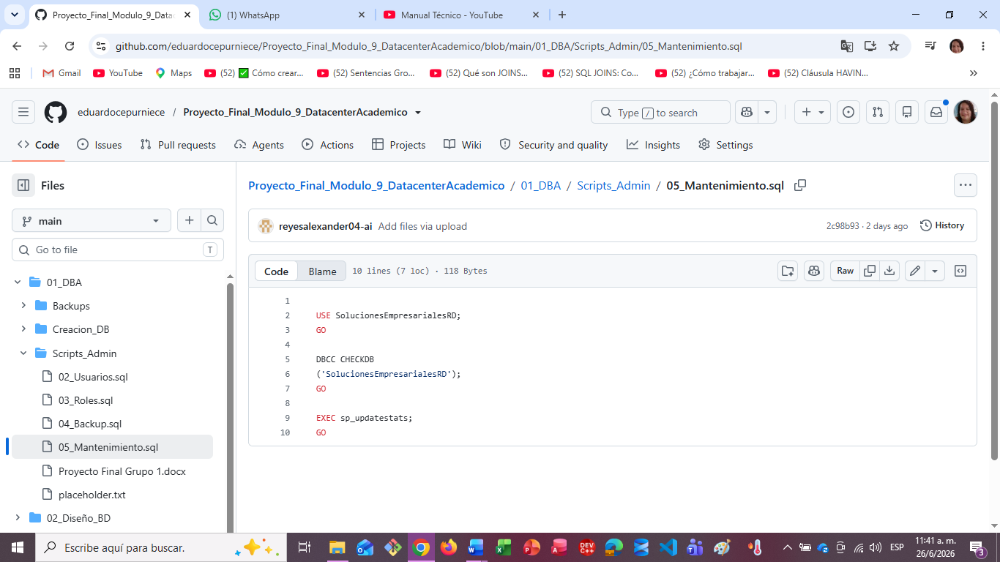 Proyecto_Final_Modulo_9_Datace
(1) WhatsApp
Manual Técnico - YouTube
github.com/eduardocepurniece/Proyecto_Final_Modulo_9_DatacenterAcademico/blob/main/01_DBA/Scripts_Admin/05_Mantenimiento.sql
Gmail
YouTube
Maps
(52) ✅ Cómo crear...
(52) Sentencias Gro...
(52) Qué son JOINS...
(52) SQL JOINS: Co...
(52) ¿Cómo trabajar...
(52) Cláusula HAVIN...
eduardocepurniece / Proyecto_Final_Modulo_9_DatacenterAcademico
Type / to search
Code
Issues
Pull requests
Agents
Actions
Projects
Wiki
Security and quality
Insights
Settings
Files
main
Go to file
T
01_DBA
Backups
Creacion_DB
Scripts_Admin
02_Usuarios.sql
03_Roles.sql
04_Backup.sql
05_Mantenimiento.sql
Proyecto Final Grupo 1.docx
placeholder.txt
02_Diseño_BD
Proyecto_Final_Modulo_9_DatacenterAcademico / 01_DBA / Scripts_Admin / 05_Mantenimiento.sql
reyesalexander04-ai Add files via upload
2c98b93 · 2 days ago
History
Code
Blame
10 lines (7 loc) · 118 Bytes
Raw
1
2 USE SolucionesEmpresarialesRD;
3 GO
4
5 DBCC CHECKDB
6 ('SolucionesEmpresarialesRD');
7 GO
8
9 EXEC sp_updatestats;
10 GO
Escribe aquí para buscar.
DEV C++
ESP
11:41 a. m.
26/6/2026
3